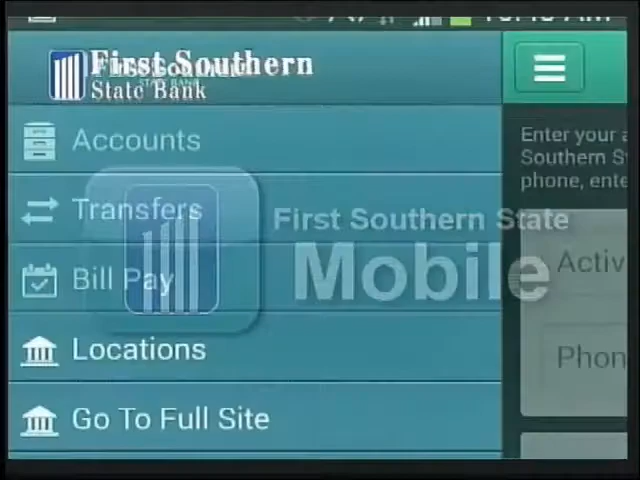 First Southern
State Bank
Accounts
Transfers
Bill Pay
Locations
Go To Full Site
First Southern State
Mobile
Enter your a
Southern S
phone, ente
Activ
Phon